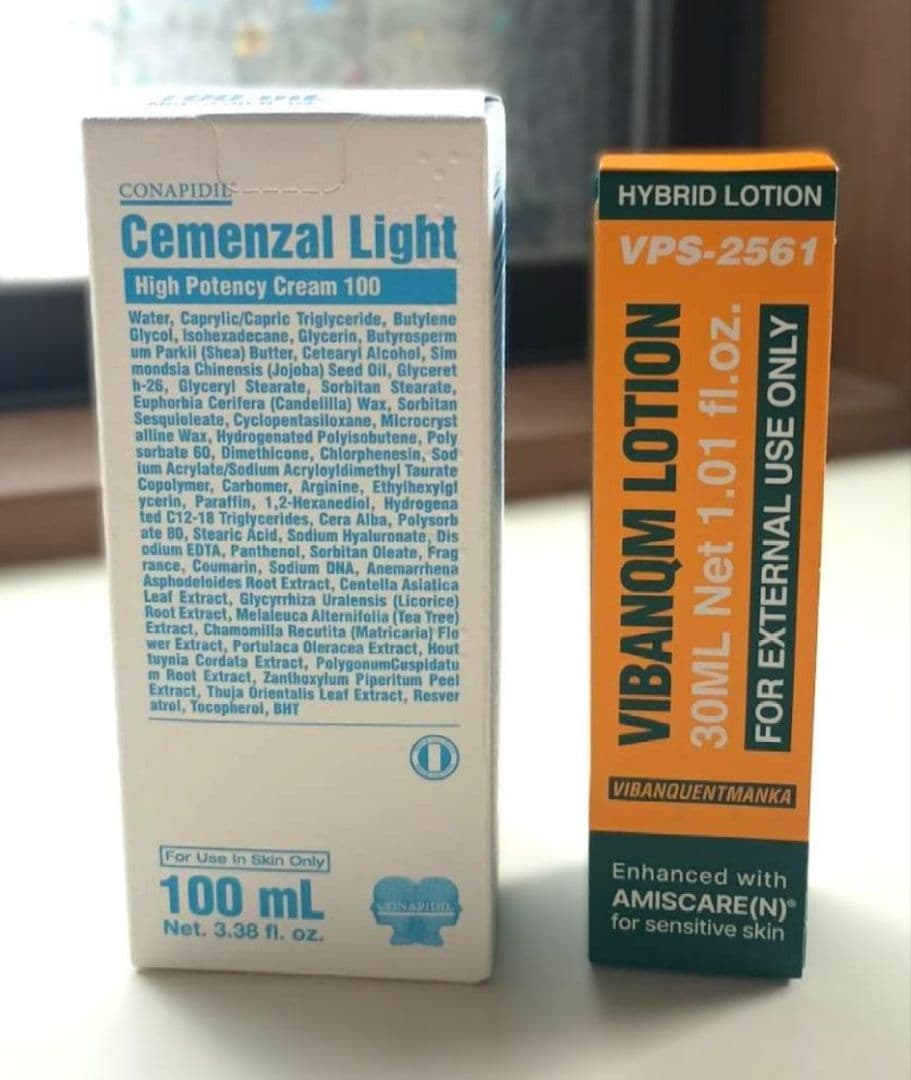 CONAPIDIL
Cemenzal Light
High Potency Cream 100
Water, Caprylic/Capric Triglyceride, Butylene
Glycol, Isohexadecane, Glycerin, Butyrosperm
um Parkii (Shea) Butter, Cetearyl Alcohol, Sim
mondsia Chinensis (Jojoba) Seed Oil, Glyceret
h-26, Glyceryl Stearate, Sorbitan Stearate,
Euphorbia Cerifera (Candelilla) Wax, Sorbitan
Sesquioleate, Cyclopentasiloxane, Microcryst
alline Wax, Hydrogenated Polyisobutene, Poly
sorbate 60, Dimethicone, Chlorphenesin, Sod
ium Acrylate/Sodium Acryloyldimethyl Taurate
Copolymer, Carbomer, Arginine, Ethylhexylgl
ycerin, Paraffin, 1,2-Hexanediol, Hydrogena
ted C12-18 Triglycerides, Cera Alba, Polysorb
ate 80, Stearic Acid, Sodium Hyaluronate, Dis
odium EDTA, Panthenol, Sorbitan Oleate, Frag
rance, Coumarin, Sodium DNA, Anemarrhena
Asphodeloides Root Extract, Centella Asiatica
Leaf Extract, Glycyrrhiza Uralensis (Licorice)
Root Extract, Melaleuca Alternifolia (Tea Tree)
Extract, Chamomilla Recutita (Matricaria) Flo
wer Extract, Portulaca Oleracea Extract, Hout
tuynia Cordata Extract, PolygonumCuspidatu
m Root Extract, Zanthoxylum Piperitum Peel
Extract, Thuja Orientalis Leaf Extract, Resver
atrol, Tocopherol, BHT
For Use In Skin Only
100 mL
Net. 3.38 fl. oz.
CONAPIDIL
HYBRID LOTION
VPS-2561
VIBANQM LOTION
30ML Net 1.01 fl.oz.
FOR EXTERNAL USE ONLY
VIBANQUENTMANKA
Enhanced with
AMISCARE(N)®
for sensitive skin